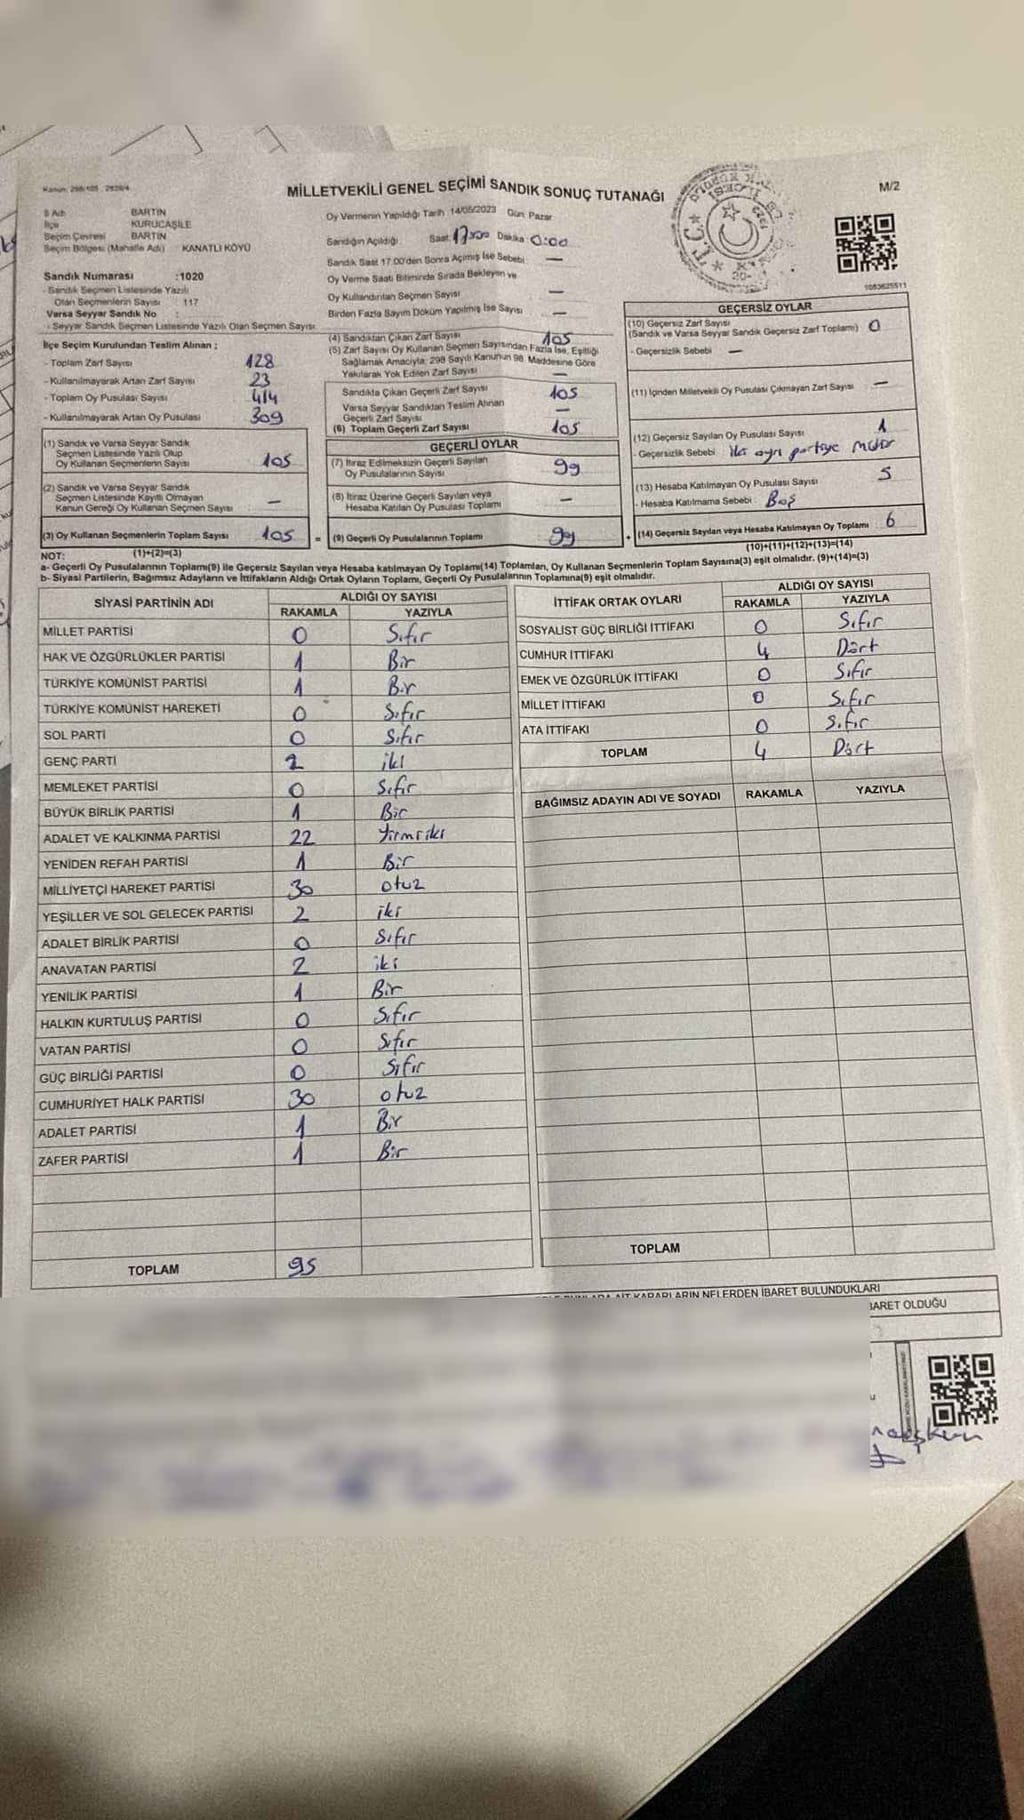 Kanun: 298/105 , 2839/4
MİLLETVEKİLİ GENEL SEÇİMİ SANDIK SONUÇ TUTANAĞI
M/2
İl Adı BARTIN
İlçe KURUCAŞİLE
Seçim Çevresi BARTIN
Seçim Bölgesi (Mahalle Adı) KANATLI KÖYÜ
Sandık Numarası :1020
- Sandık Seçmen Listesinde Yazılı
Olan Seçmenlerin Sayısı : 117
Varsa Seyyar Sandık No :
- Seyyar Sandık Seçmen Listesinde Yazılı Olan Seçmen Sayısı
İlçe Seçim Kurulundan Teslim Alınan ;
- Toplam Zarf Sayısı 128
- Kullanılmayarak Artan Zarf Sayısı 23
- Toplam Oy Pusulası Sayısı 414
- Kullanılmayarak Artan Oy Pusulası 309
Oy Vermenin Yapıldığı Tarih 14/05/2023 Gün Pazar
Sandığın Açıldığı Saat 17:00 Dakika 0:00
Sandık Saat 17.00'den Sonra Açılmış İse Sebebi —
Oy Verme Saati Bitiminde Sırada Bekleyen ve
Oy Kullandırılan Seçmen Sayısı —
Birden Fazla Sayım Döküm Yapılmış İse Sayısı —
(4) Sandıktan Çıkan Zarf Sayısı 105
(5) Zarf Sayısı Oy Kullanan Seçmen Sayısından Fazla İse, Eşitliği
Sağlamak Amacıyla, 298 Sayılı Kanunun 98. Maddesine Göre
Yakılarak Yok Edilen Zarf Sayısı —
Sandıkta Çıkan Geçerli Zarf Sayısı 105
Varsa Seyyar Sandıktan Teslim Alınan
Geçerli Zarf Sayısı —
(6) Toplam Geçerli Zarf Sayısı 105
1083625511
GEÇERSİZ OYLAR
(10) Geçersiz Zarf Sayısı
(Sandık ve Varsa Seyyar Sandık Geçersiz Zarf Toplamı) 0
- Geçersizlik Sebebi —
(11) İçinden Milletvekili Oy Pusulası Çıkmayan Zarf Sayısı —
(12) Geçersiz Sayılan Oy Pusulası Sayısı 1
- Geçersizlik Sebebi İki ayrı partiye mühür
(13) Hesaba Katılmayan Oy Pusulası Sayısı 5
- Hesaba Katılmama Sebebi Boş
(14) Geçersiz Sayılan veya Hesaba Katılmayan Oy Toplamı 6
(10)+(11)+(12)+(13)=(14)
(1) Sandık ve Varsa Seyyar Sandık
Seçmen Listesinde Yazılı Olup
Oy Kullanan Seçmenlerin Sayısı 105
(2) Sandık ve Varsa Seyyar Sandık
Seçmen Listesinde Kayıtlı Olmayan
Kanun Gereği Oy Kullanan Seçmen Sayısı —
(3) Oy Kullanan Seçmenlerin Toplam Sayısı 105 =
(1)+(2)=(3)
GEÇERLİ OYLAR
(7) İtiraz Edilmeksizin Geçerli Sayılan
Oy Pusulalarının Sayısı 99
(8) İtiraz Üzerine Geçerli Sayılan veya
Hesaba Katılan Oy Pusulası Toplamı —
(9) Geçerli Oy Pusulalarının Toplamı 99 +
NOT:
a- Geçerli Oy Pusulalarının Toplamı(9) ile Geçersiz Sayılan veya Hesaba katılmayan Oy Toplamı(14) Toplamları, Oy Kullanan Seçmenlerin Toplam Sayısına(3) eşit olmalıdır. (9)+(14)=(3)
b- Siyasi Partilerin, Bağımsız Adayların ve İttifakların Aldığı Ortak Oyların Toplamı, Geçerli Oy Pusulalarının Toplamına(9) eşit olmalıdır.
SİYASİ PARTİNİN ADI ALDIĞI OY SAYISI
RAKAMLA YAZIYLA
MİLLET PARTİSİ 0 Sıfır
HAK VE ÖZGÜRLÜKLER PARTİSİ 1 Bir
TÜRKİYE KOMÜNİST PARTİSİ 1 Bir
TÜRKİYE KOMÜNİST HAREKETİ 0 Sıfır
SOL PARTİ 0 Sıfır
GENÇ PARTİ 2 iki
MEMLEKET PARTİSİ 0 Sıfır
BÜYÜK BİRLİK PARTİSİ 1 Bir
ADALET VE KALKINMA PARTİSİ 22 Yirmi iki
YENİDEN REFAH PARTİSİ 1 Bir
MİLLİYETÇİ HAREKET PARTİSİ 30 otuz
YEŞİLLER VE SOL GELECEK PARTİSİ 2 iki
ADALET BİRLİK PARTİSİ 0 Sıfır
ANAVATAN PARTİSİ 2 iki
YENİLİK PARTİSİ 1 Bir
HALKIN KURTULUŞ PARTİSİ 0 Sıfır
VATAN PARTİSİ 0 Sıfır
GÜÇ BİRLİĞİ PARTİSİ 0 Sıfır
CUMHURİYET HALK PARTİSİ 30 otuz
ADALET PARTİSİ 1 Bir
ZAFER PARTİSİ 1 Bir
TOPLAM 95
İTTİFAK ORTAK OYLARI ALDIĞI OY SAYISI
RAKAMLA YAZIYLA
SOSYALİST GÜÇ BİRLİĞİ İTTİFAKI 0 Sıfır
CUMHUR İTTİFAKI 4 Dört
EMEK VE ÖZGÜRLÜK İTTİFAKI 0 Sıfır
MİLLET İTTİFAKI 0 Sıfır
ATA İTTİFAKI 0 Sıfır
TOPLAM 4 Dört
BAĞIMSIZ ADAYIN ADI VE SOYADI RAKAMLA YAZIYLA
TOPLAM
KARARLARIN NELERDEN İBARET BULUNDUKLARI
OLDUĞU